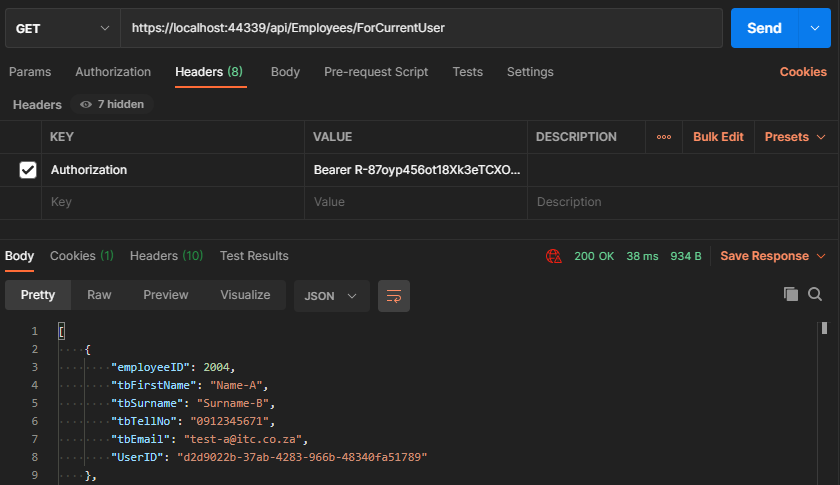 GET https://localhost:44339/api/Employees/ForCurrentUser Send
Params Authorization Headers (8) Body Pre-request Script Tests Settings Cookies
Headers 7 hidden
KEY VALUE DESCRIPTION ooo Bulk Edit Presets
Authorization Bearer R-87oyp456ot18Xk3eTCXO...
Key Value Description
Body Cookies (1) Headers (10) Test Results 200 OK 38 ms 934 B Save Response
Pretty Raw Preview Visualize JSON
1 [
2 {
3 "employeeID": 2004,
4 "tbFirstName": "Name-A",
5 "tbSurname": "Surname-B",
6 "tbTellNo": "0912345671",
7 "tbEmail": "test-a@itc.co.za",
8 "UserID": "d2d9022b-37ab-4283-966b-48340fa51789"
9 },